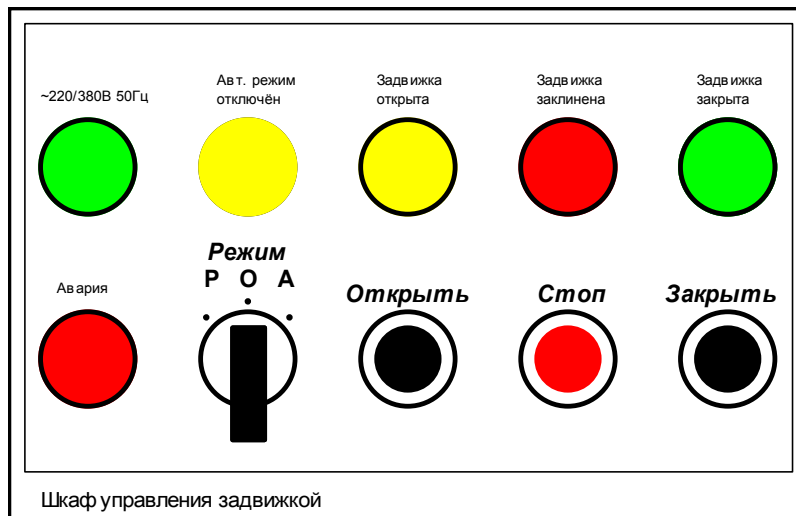 ~220/380В 50Гц
Авт. режим
отключён
Задвижка
открыта
Задвижка
заклинена
Задвижка
закрыта
Авария
Режим
Р О А
Открыть
Стоп
Закрыть
Шкаф управления задвижкой